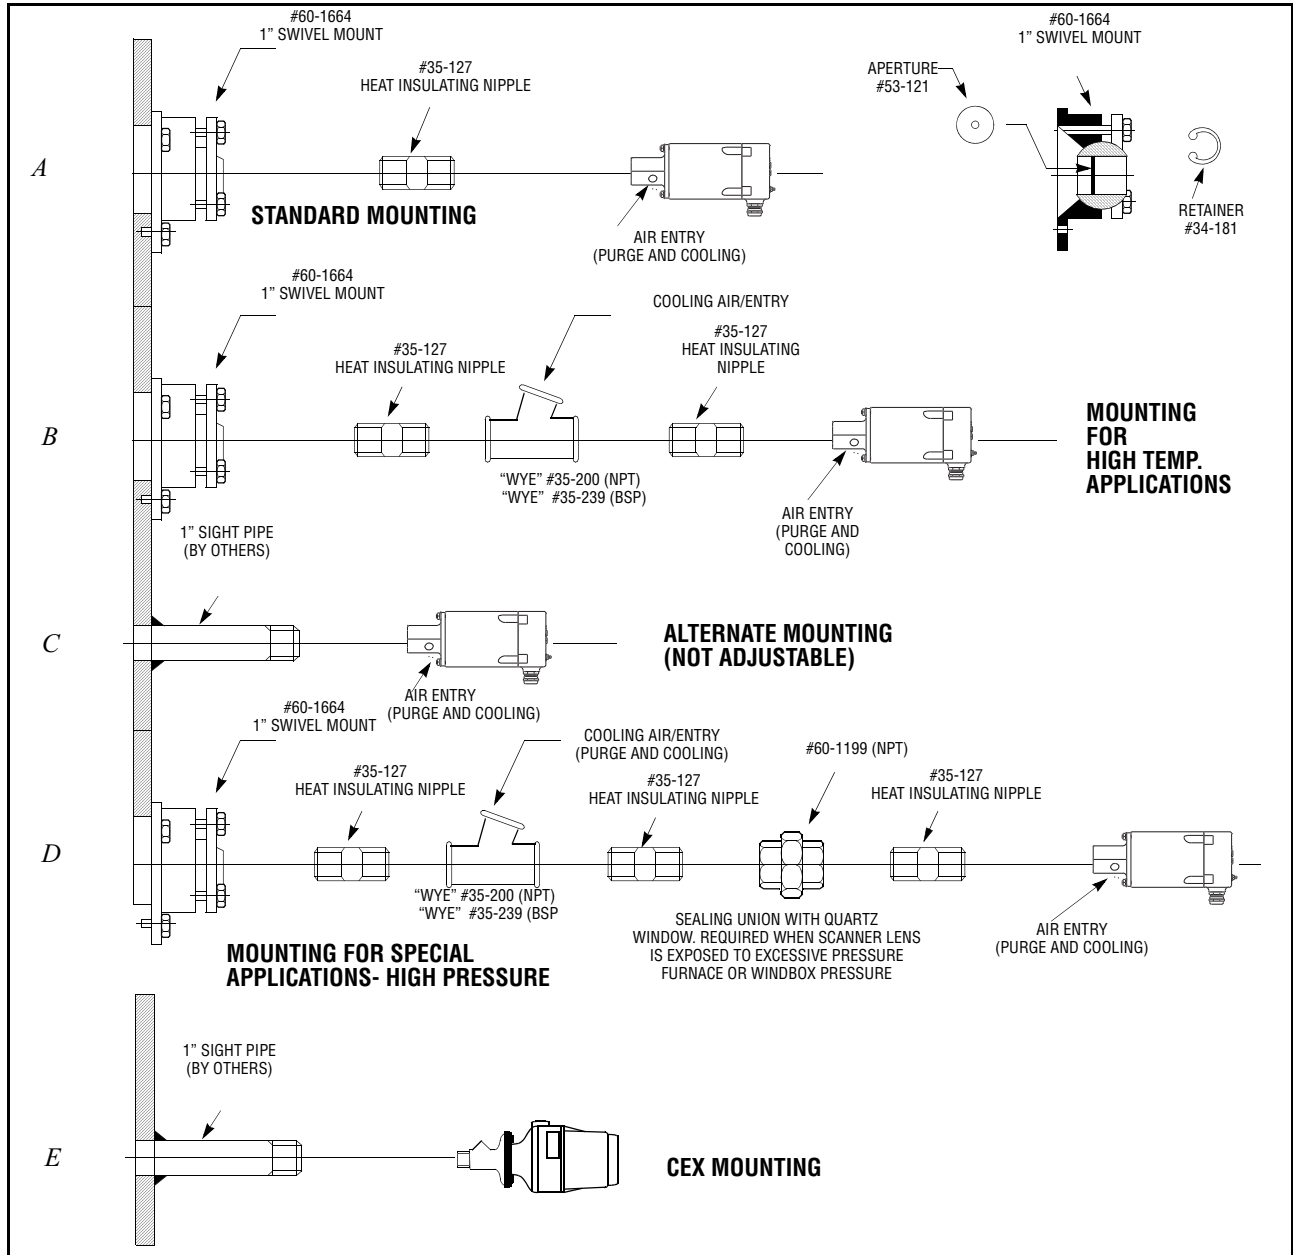 #60-1664
1” SWIVEL MOUNT
#35-127
HEAT INSULATING NIPPLE
APERTURE
#53-121
#60-1664
1” SWIVEL MOUNT
A
STANDARD MOUNTING
AIR ENTRY
(PURGE AND COOLING)
RETAINER
#34-181
#60-1664
1” SWIVEL MOUNT
#35-127
HEAT INSULATING NIPPLE
COOLING AIR/ENTRY
#35-127
HEAT INSULATING
NIPPLE
B
“WYE” #35-200 (NPT)
“WYE” #35-239 (BSP)
AIR ENTRY
(PURGE AND
COOLING)
MOUNTING
FOR
HIGH TEMP.
APPLICATIONS
1” SIGHT PIPE
(BY OTHERS)
C
AIR ENTRY
(PURGE AND COOLING)
ALTERNATE MOUNTING
(NOT ADJUSTABLE)
#60-1664
1” SWIVEL MOUNT
#35-127
HEAT INSULATING NIPPLE
COOLING AIR/ENTRY
(PURGE AND COOLING)
#35-127
HEAT INSULATING NIPPLE
#60-1199 (NPT)
#35-127
HEAT INSULATING NIPPLE
D
“WYE” #35-200 (NPT)
“WYE” #35-239 (BSP
SEALING UNION WITH QUARTZ
WINDOW. REQUIRED WHEN SCANNER LENS
IS EXPOSED TO EXCESSIVE PRESSURE
FURNACE OR WINDBOX PRESSURE
AIR ENTRY
(PURGE AND COOLING)
MOUNTING FOR SPECIAL
APPLICATIONS- HIGH PRESSURE
1” SIGHT PIPE
(BY OTHERS)
E
CEX MOUNTING